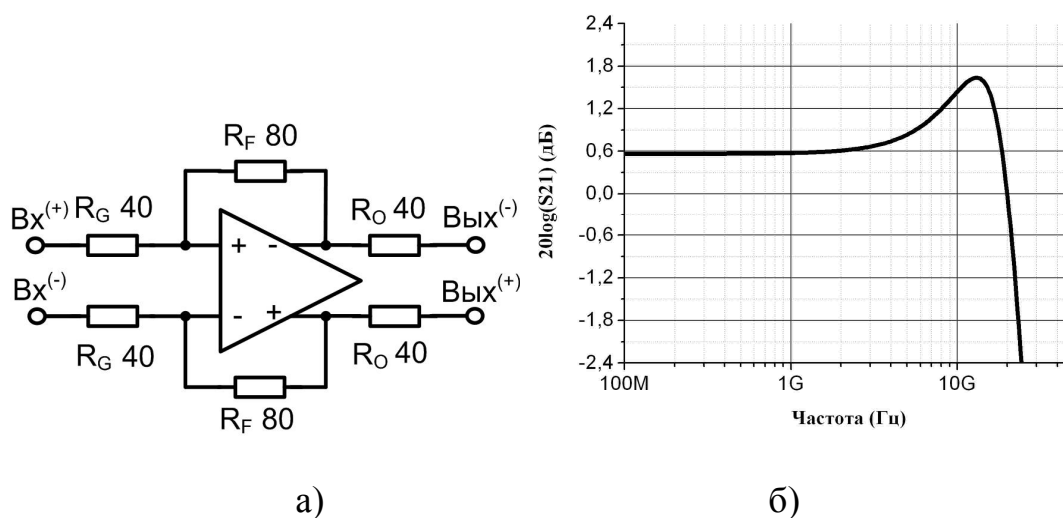 R_F 80
Вх(+) R_G 40
R_O 40 Вых(-)
+ -
Вх(-)
- +
Вых(+)
R_G 40
R_O 40
R_F 80
а)
2,4
1,8
1,2
0,6
0,0
-0,6
-1,2
-1,8
-2,4
20log(S21) (дБ)
100M 1G 10G
Частота (Гц)
б)